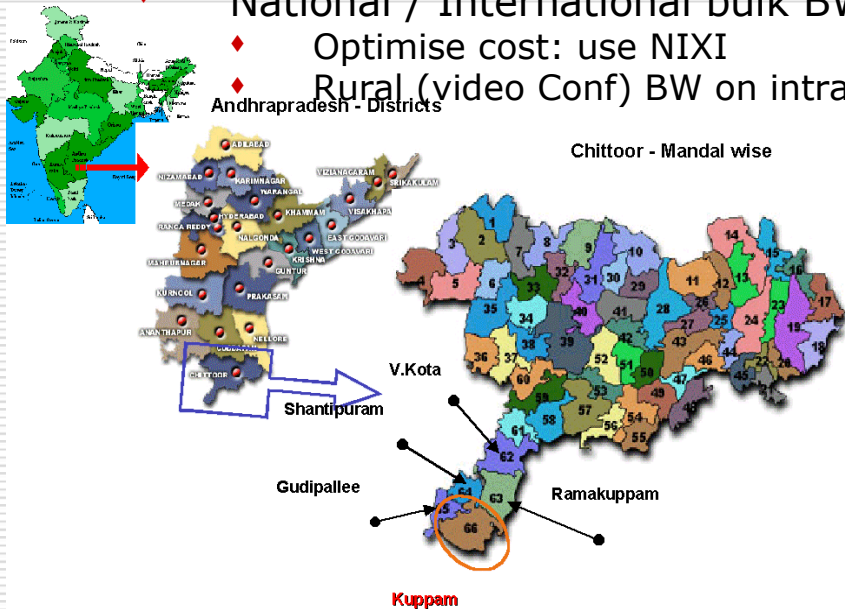 National / International bulk BW
Optimise cost: use NIXI
Rural (video Conf) BW on intra
Andhrapradesh - Districts
Chittoor - Mandal wise
ADILABAD
NIZAMABAD
KARIMNAGAR
WARANGAL
MEDAK
HYDERABAD
KHAMMAM
RANGA REDDY
NALGONDA
VIZIANAGARAM
SRIKAKULAM
VISAKHAPA
EAST GODAVARI
WEST GODAVARI
KRISHNA
MAHBUBNAGAR
GUNTUR
KURNOOL
PRAKASAM
ANANTHAPUR
NELLORE
CHITTOOR
1
2
3
7
8
9
10
14
15
16
17
5
6
33
32
31
30
29
11
12
13
23
35
34
40
41
28
26
27
25
24
19
18
36
37
38
39
42
43
44
52
51
50
46
45
22
20
60
59
53
49
47
48
61
58
57
56
54
55
62
64
63
66
V.Kota
Shantipuram
Gudipallee
Ramakuppam
Kuppam